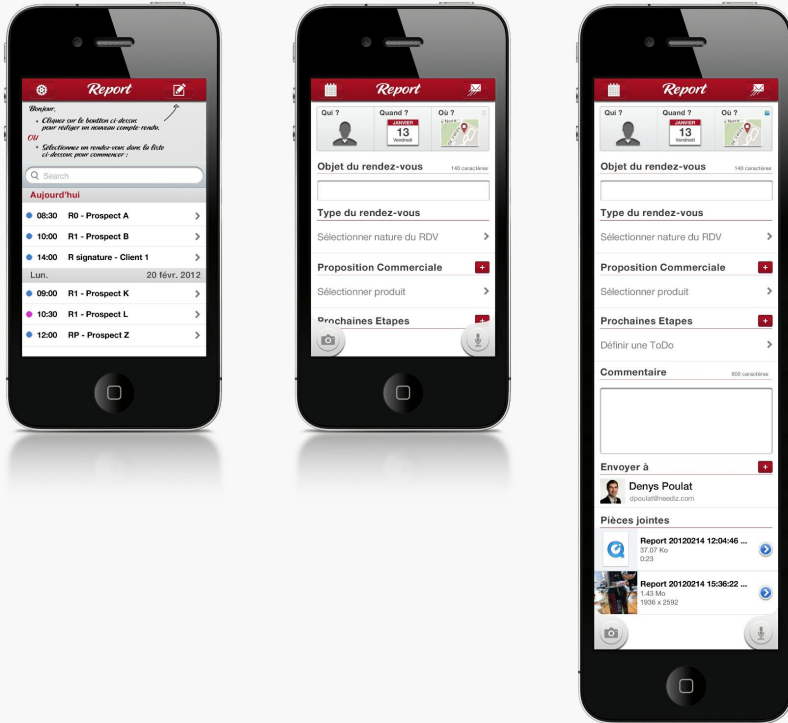 Report
Bonjour,
• Cliquez sur le boutton ci-dessus
pour rédiger un nouveau compte-rendu.
OU
• Sélectionnez un rendez-vous dans la liste
ci-dessous pour commencer :
Search
Aujourd'hui
08:30 R0 - Prospect A
10:00 R1 - Prospect B
14:00 R signature - Client 1
Lun. 20 févr. 2012
09:00 R1 - Prospect K
10:30 R1 - Prospect L
12:00 RP - Prospect Z
Report
Qui ? Quand ? Où ?
JANVIER
13
Vendredi
Objet du rendez-vous 140 caractères
Type du rendez-vous
Sélectionner nature du RDV
Proposition Commerciale +
Sélectionner produit
Prochaines Etapes +
Report
Qui ? Quand ? Où ?
JANVIER
13
Vendredi
Objet du rendez-vous 140 caractères
Type du rendez-vous
Sélectionner nature du RDV
Proposition Commerciale +
Sélectionner produit
Prochaines Etapes +
Définir une ToDo
Commentaire 800 caractères
Envoyer à +
Denys Poulat
dpoulat@neediz.com
Pièces jointes
Report 20120214 12:04:46 ...
37.07 Ko
0:23
Report 20120214 15:36:22 ...
1.43 Mo
1936 x 2592